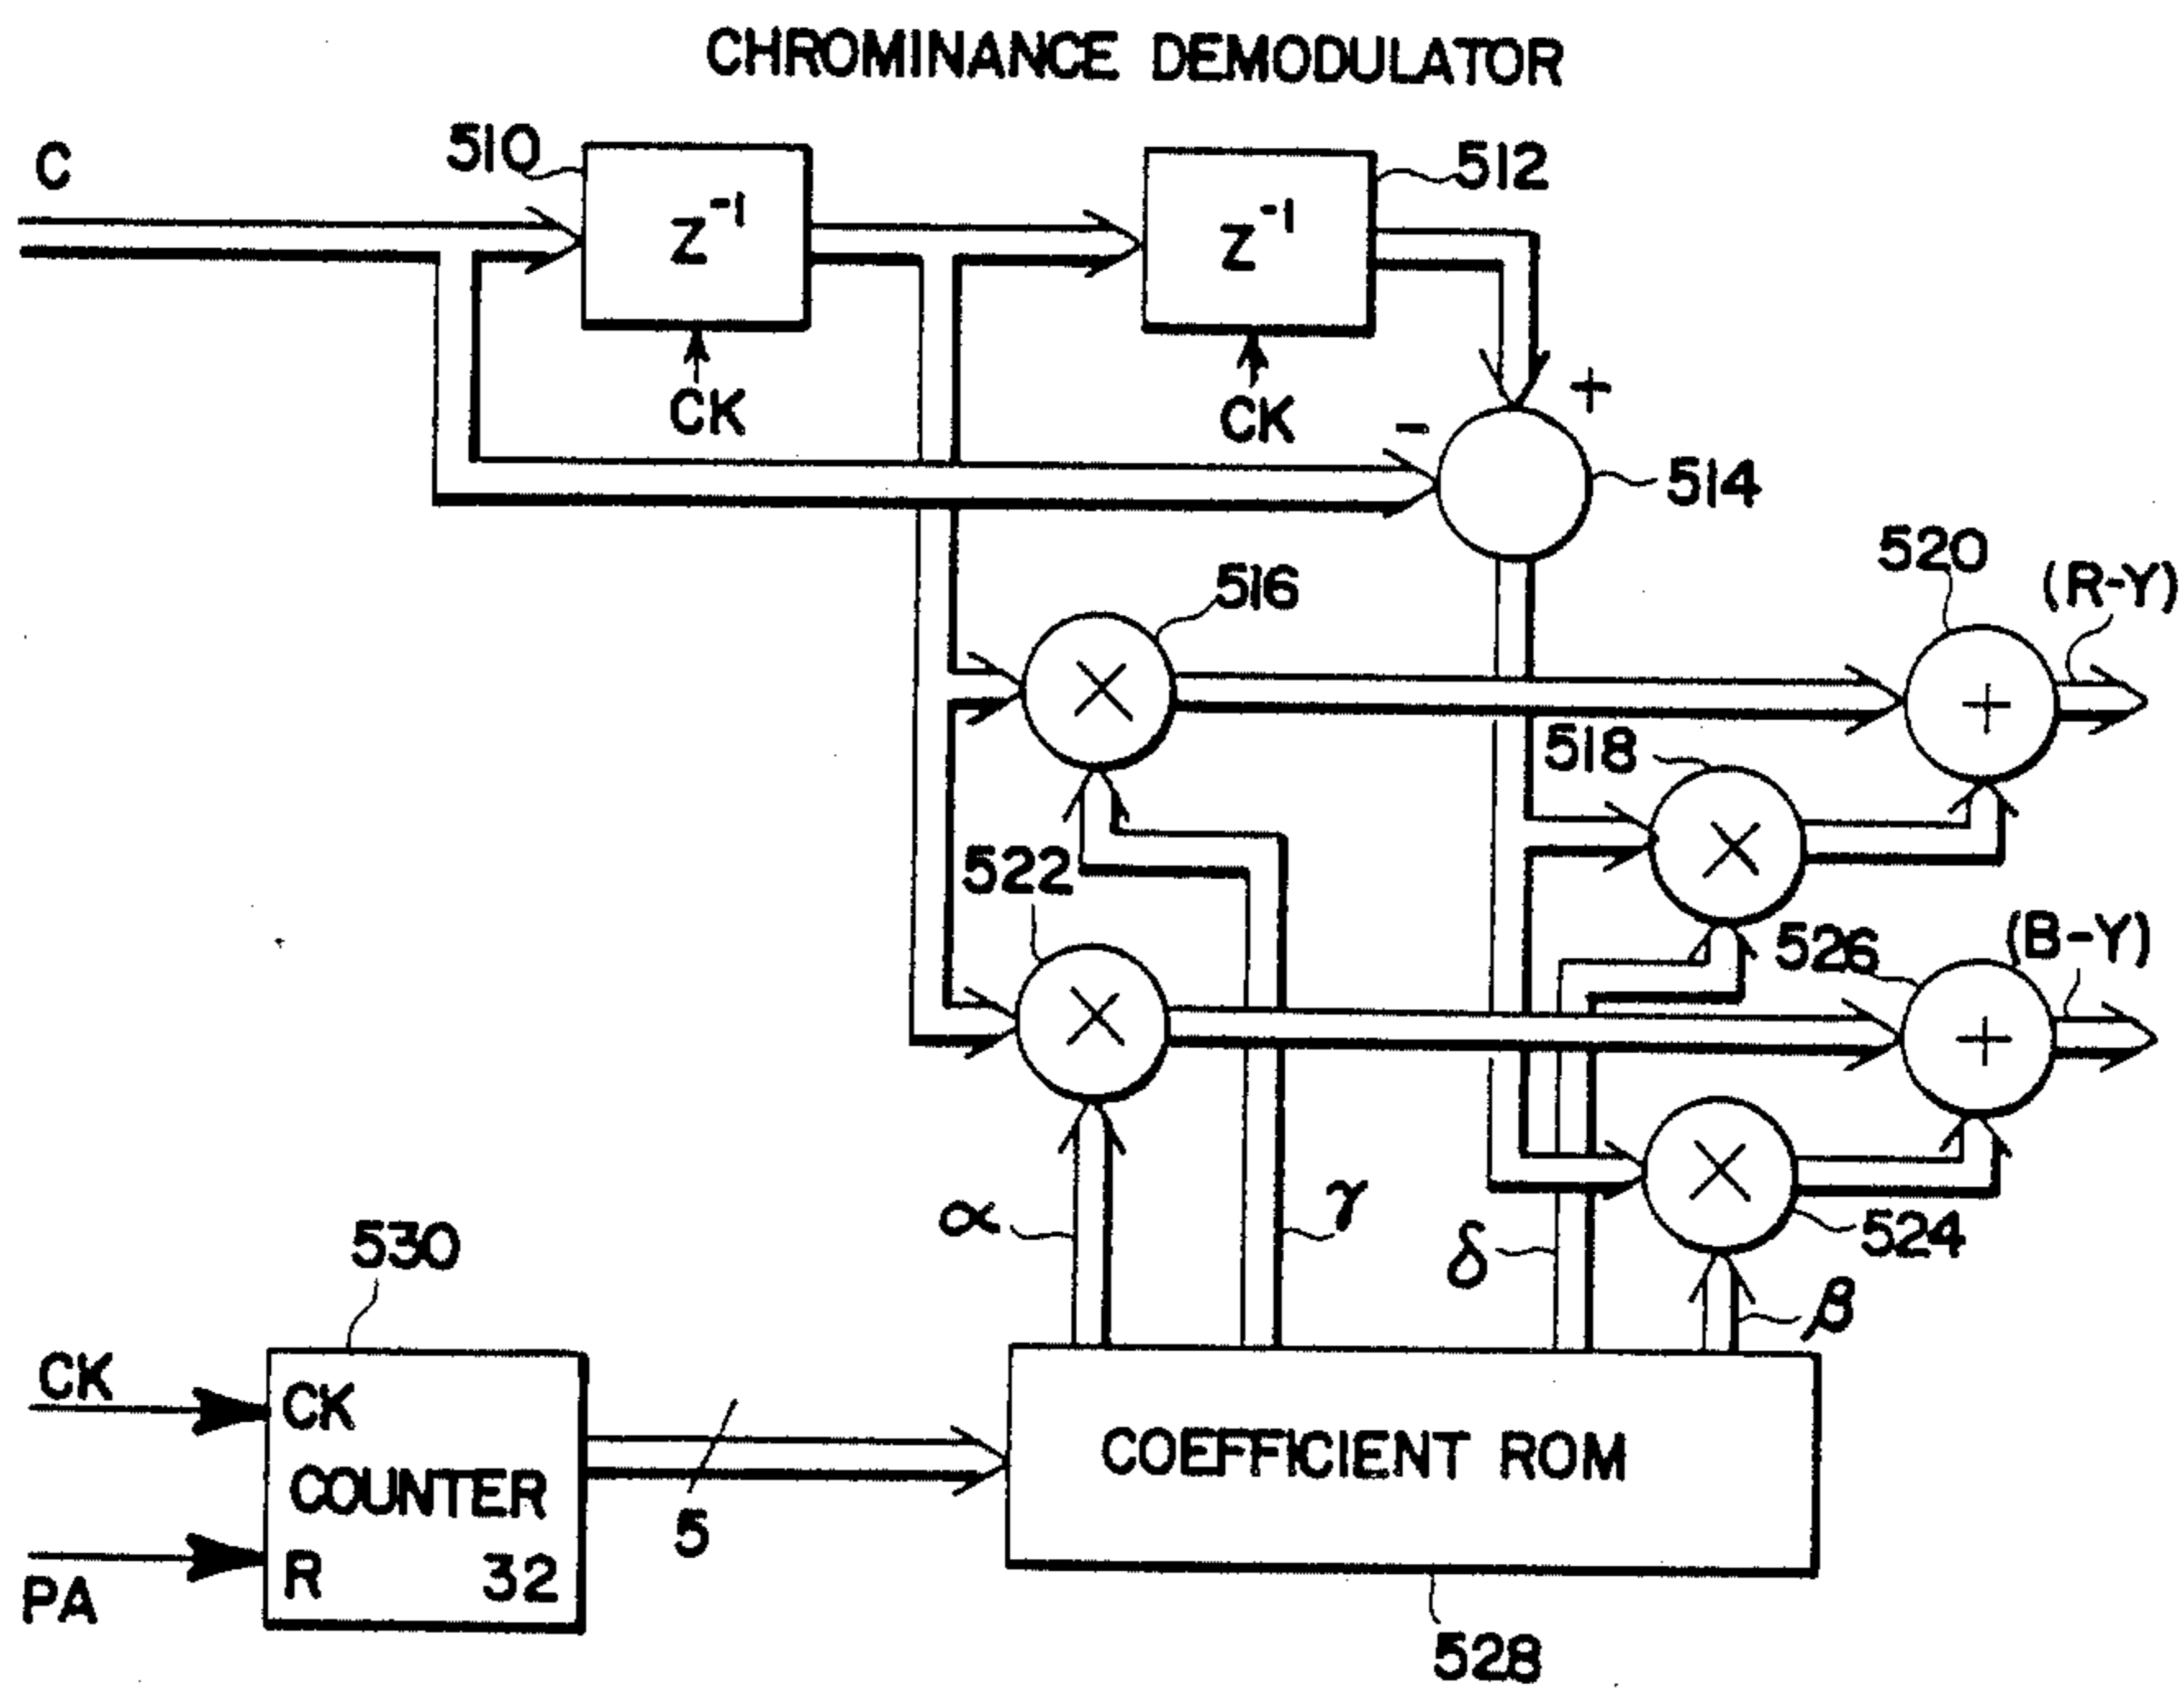 CHROMINANCE DEMODULATOR
C
510
Z⁻¹
512
Z⁻¹
CK
CK
+
-
514
516
×
520
(R-Y)
+
518
×
522
×
526
(B-Y)
+
×
524
α
γ
δ
β
530
CK
CK
COUNTER
R 32
PA
5
COEFFICIENT ROM
528